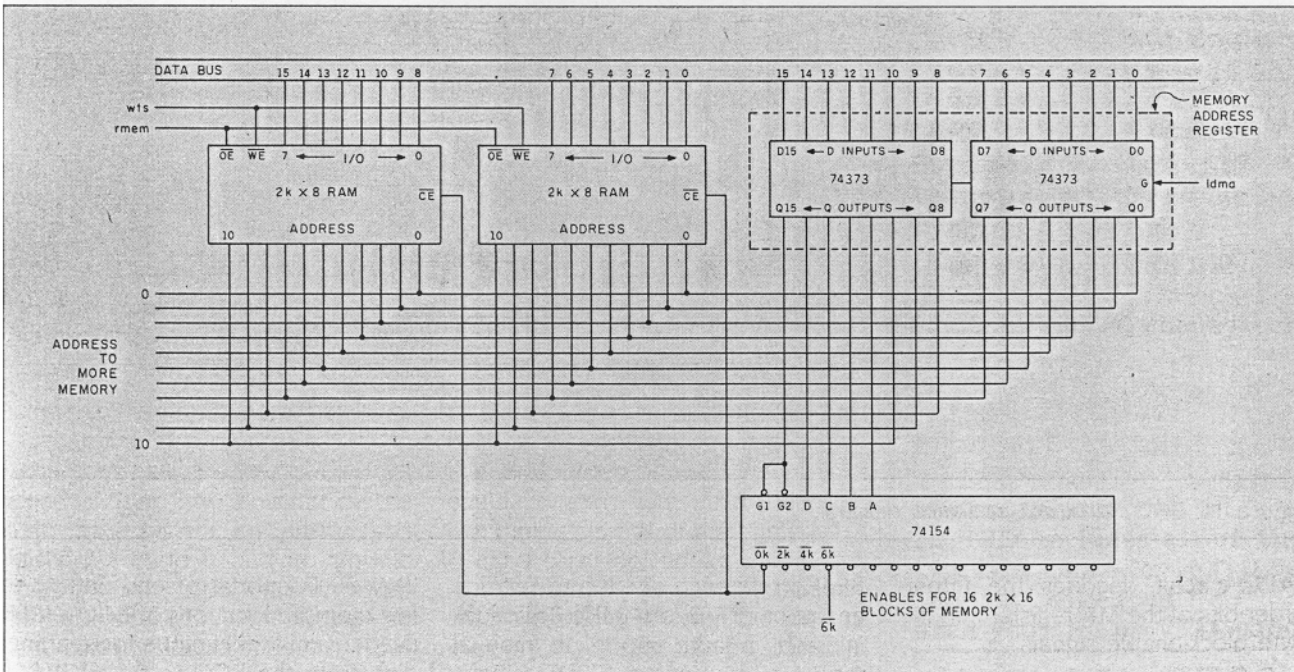 DATA BUS 15 14 13 12 11 10 9 8 7 6 5 4 3 2 1 0 15 14 13 12 11 10 9 8 7 6 5 4 3 2 1 0
wts
rmem
MEMORY
ADDRESS
REGISTER
OE WE 7 ← I/O → 0
2k × 8 RAM
CE
ADDRESS
10 0
OE WE 7 ← I/O → 0
2k × 8 RAM
CE
ADDRESS
10 0
D15 ← D INPUTS → D8
74373
Q15 ← Q OUTPUTS → Q8
D7 ← D INPUTS → D0
74373
G
ldma
Q7 ← Q OUTPUTS → Q0
0
ADDRESS
TO
MORE
MEMORY
10
G1 G2 D C B A
74154
0k 2k 4k 6k
ENABLES FOR 16 2k × 16
BLOCKS OF MEMORY
6k